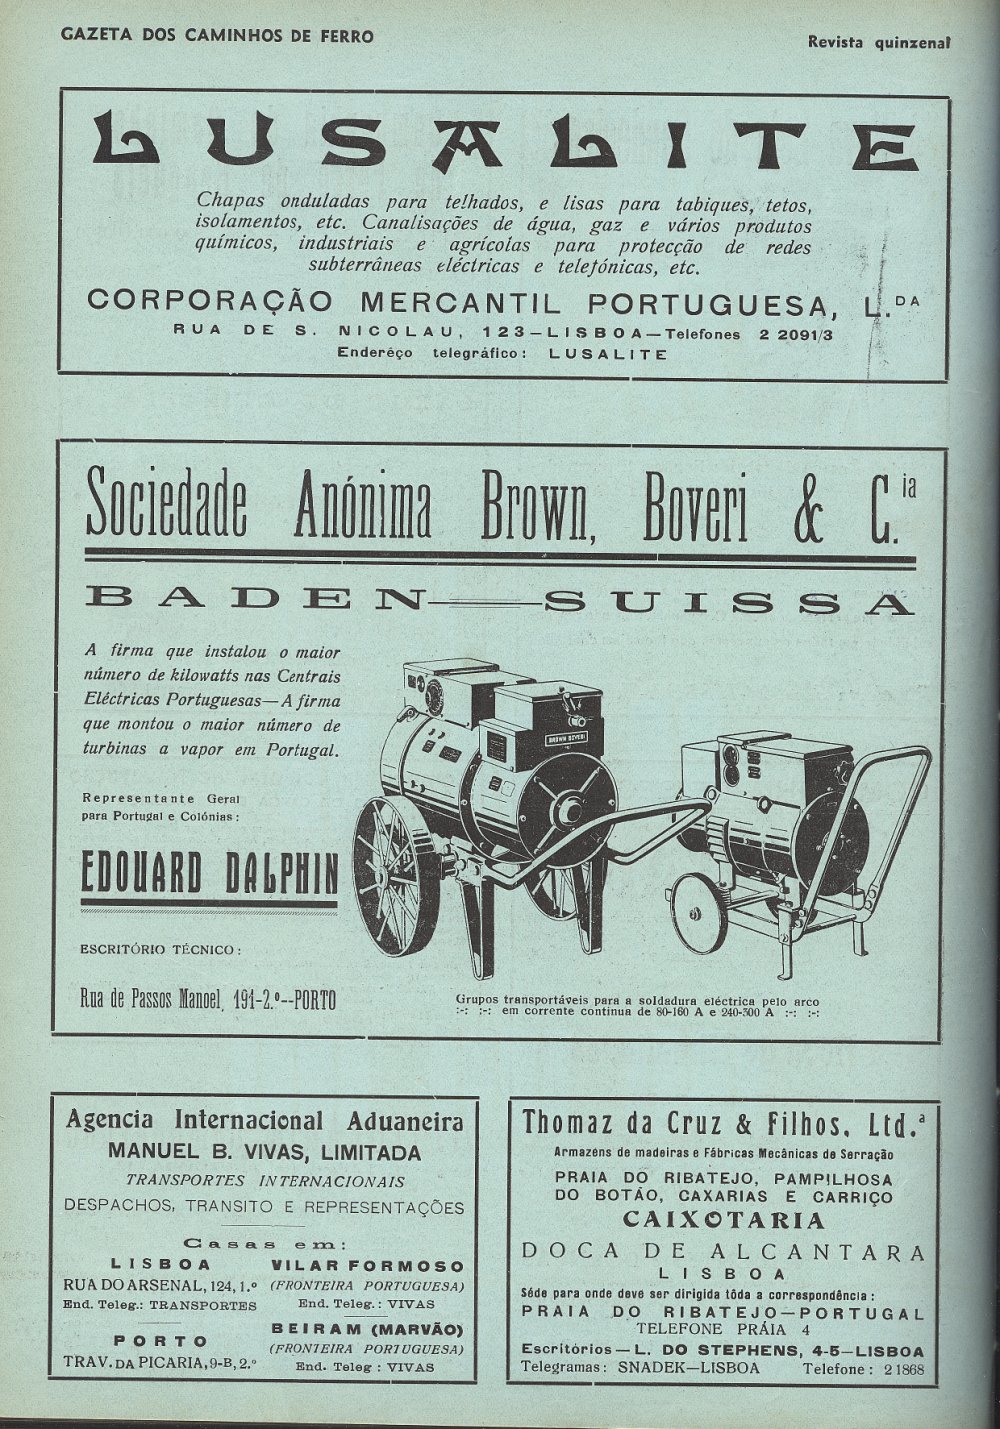 GAZETA DOS CAMINHOS DE FERRO
Revista quinzenal
LUSALITE
Chapas onduladas para telhados, e lisas para tabiques, tetos,
isolamentos, etc. Canalisações de água, gaz e vários produtos
químicos, industriais e agrícolas para protecção de redes
subterrâneas eléctricas e telefónicas, etc.
CORPORAÇÃO MERCANTIL PORTUGUESA, L.DA
RUA DE S. NICOLAU, 123—LISBOA—Telefones 2 2091/3
Enderêço telegráfico: LUSALITE
Sociedade Anónima Brown, Boveri & C.ia
BADEN—SUISSA
A firma que instalou o maior
número de kilowatts nas Centrais
Eléctricas Portuguesas—A firma
que montou o maior número de
turbinas a vapor em Portugal.
BROWN BOVERI
Representante Geral
para Portugal e Colónias:
EDOUARD DALPHIN
ESCRITÓRIO TÉCNICO:
Rua de Passos Manoel, 191-2.º--PORTO
Grupos transportáveis para a soldadura eléctrica pelo arco
:-: :-: em corrente contínua de 80-160 A e 240-300 A :-: :-:
Agencia Internacional Aduaneira
MANUEL B. VIVAS, LIMITADA
TRANSPORTES INTERNACIONAIS
DESPACHOS, TRANSITO E REPRESENTAÇÕES
Casas em:
LISBOA
RUA DO ARSENAL, 124, 1.º
End. Teleg.: TRANSPORTES
PORTO
TRAV. DA PICARIA, 9-B, 2.º
VILAR FORMOSO
(FRONTEIRA PORTUGUESA)
End. Teleg.: VIVAS
BEIRAM (MARVÃO)
(FRONTEIRA PORTUGUESA)
End. Teleg : VIVAS
Thomaz da Cruz & Filhos, Ltd.ª
Armazens de madeiras e Fábricas Mecânicas de Serração
PRAIA DO RIBATEJO, PAMPILHOSA
DO BOTÃO, CAXARIAS E CARRIÇO
CAIXOTARIA
DOCA DE ALCANTARA
LISBOA
Séde para onde deve ser dirigida tôda a correspondência:
PRAIA DO RIBATEJO—PORTUGAL
TELEFONE PRÁIA 4
Escritórios—L. DO STEPHENS, 4-5—LISBOA
Telegramas: SNADEK—LISBOA Telefone: 2 1868